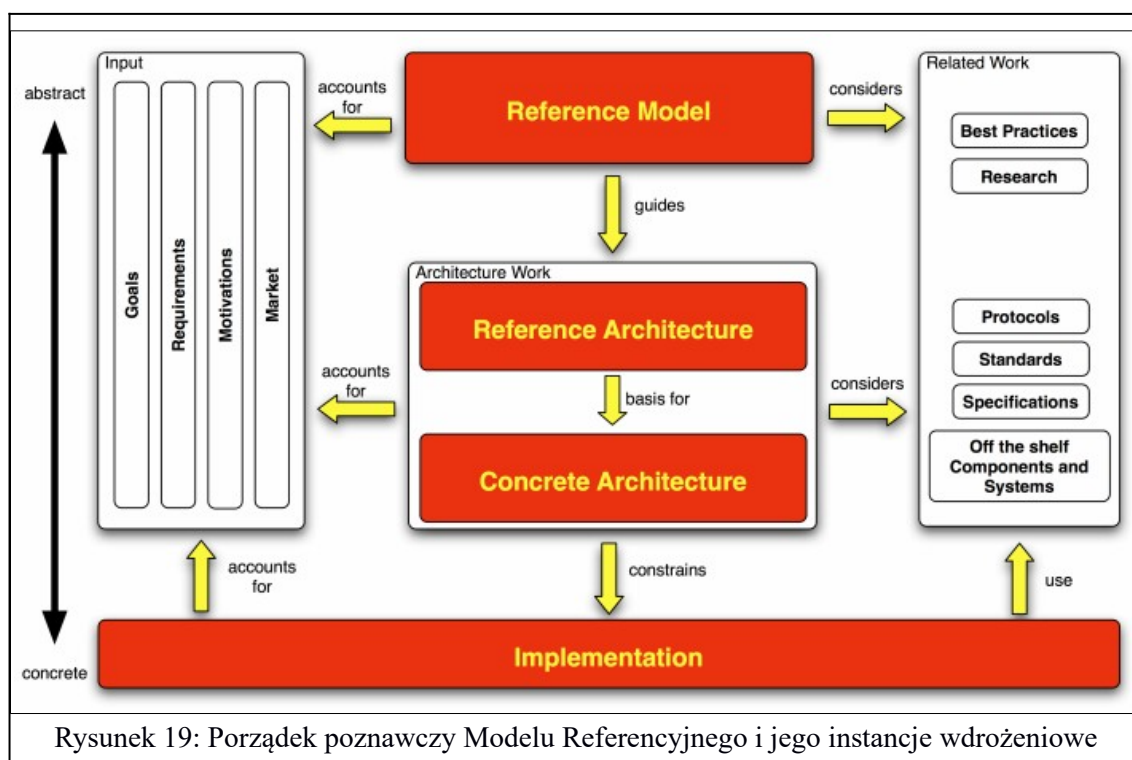 Input
Related Work
abstract
accounts
for
Reference Model
considers
Best Practices
Research
guides
Goals
Requirements
Motivations
Market
Architecture Work
Reference Architecture
Protocols
accounts
for
considers
Standards
basis for
Specifications
Concrete Architecture
Off the shelf
Components and
Systems
accounts
for
constrains
use
concrete
Implementation
Rysunek 19: Porządek poznawczy Modelu Referencyjnego i jego instancje wdrożeniowe